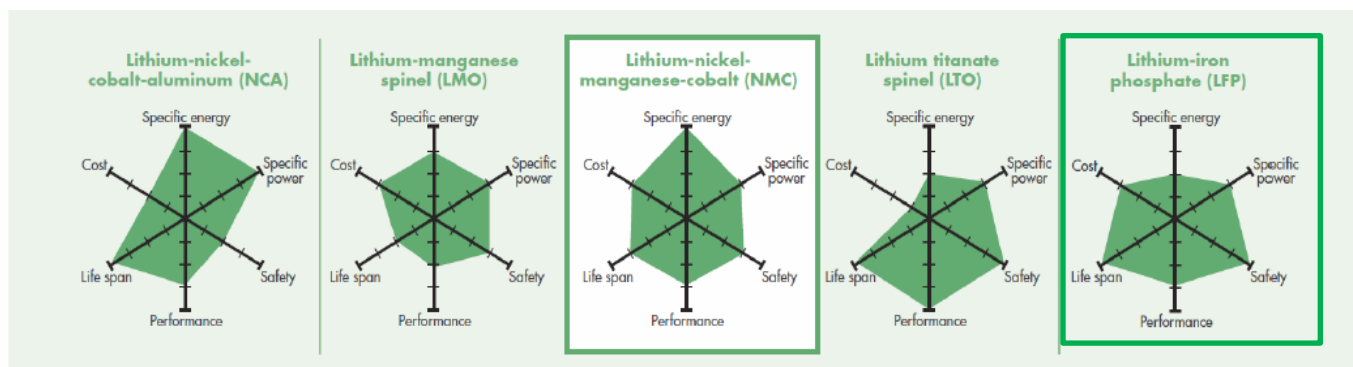 Lithium-nickel-
cobalt-aluminum (NCA)
Specific energy
Cost
Specific
power
Life span
Safety
Performance
Lithium-manganese
spinel (LMO)
Specific energy
Cost
Specific
power
Life span
Safety
Performance
Lithium-nickel-
manganese-cobalt (NMC)
Specific energy
Cost
Specific
power
Life span
Safety
Performance
Lithium titanate
spinel (LTO)
Specific energy
Cost
Specific
power
Life span
Safety
Performance
Lithium-iron
phosphate (LFP)
Specific energy
Cost
Specific
power
Life span
Safety
Performance